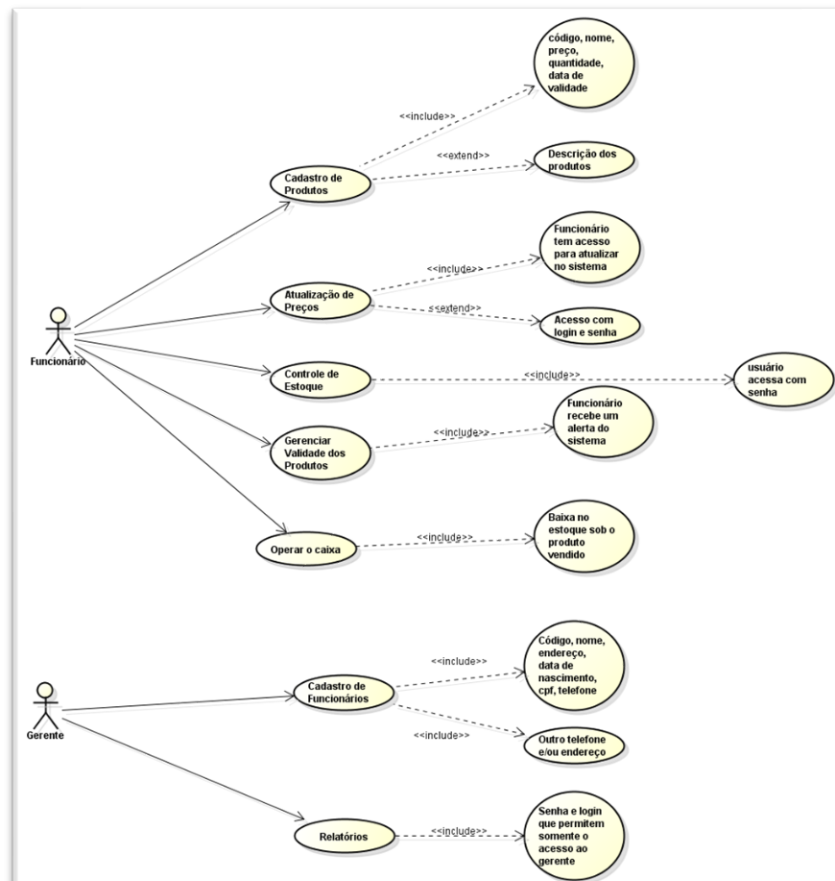 código, nome,
preço,
quantidade,
data de
validade
<<include>>
<<extend>>
Descrição dos
produtos
Cadastro de
Produtos
Funcionário
tem acesso
para atualizar
no sistema
<<include>>
Atualização de
Preços
<<extend>>
Acesso com
login e senha
Funcionário
Controle de
Estoque
<<include>>
usuário
acessa com
senha
Funcionário
recebe um
alerta do
sistema
<<include>>
Gerenciar
Validade dos
Produtos
Baixa no
estoque sob o
produto
vendido
<<include>>
Operar o caixa
Código, nome,
endereço,
data de
nascimento,
cpf, telefone
<<include>>
Cadastro de
Funcionários
<<include>>
Outro telefone
e/ou endereço
Gerente
Relatórios
<<include>>
Senha e login
que permitem
somente o
acesso ao
gerente